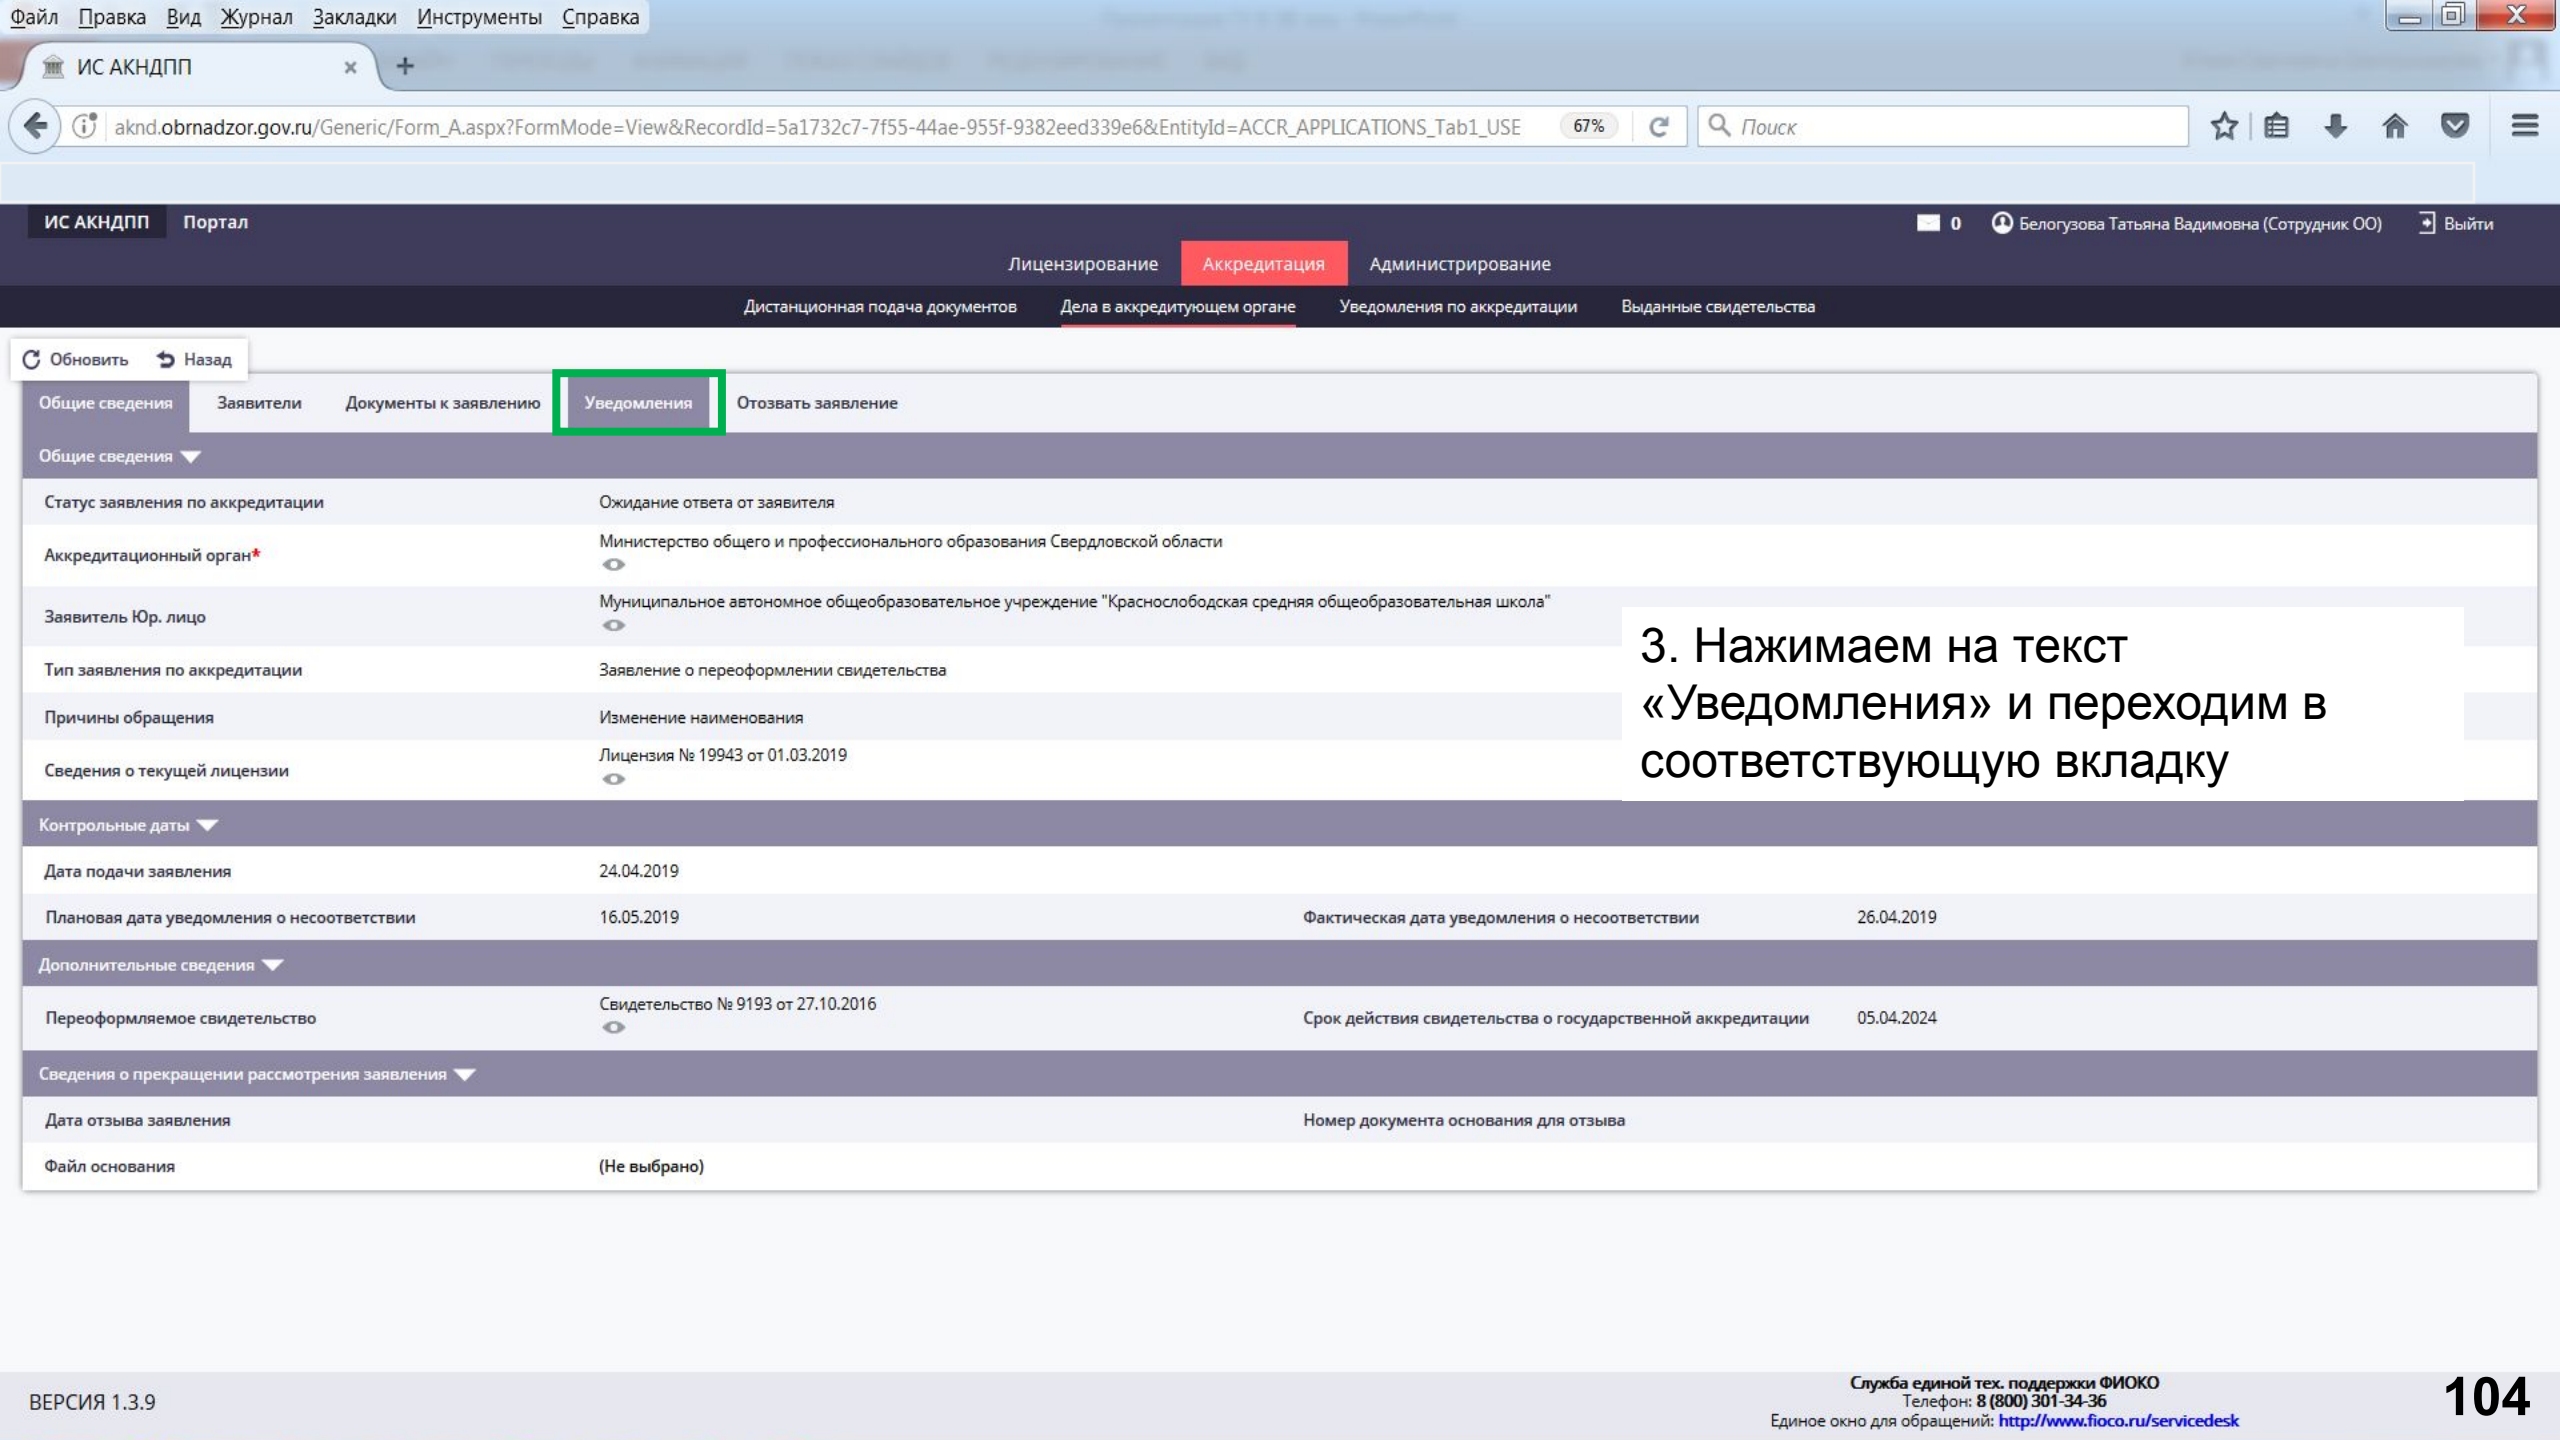 Файл Правка Вид Журнал Закладки Инструменты Справка
ИС АКНДПП
aknd.obrnadzor.gov.ru/Generic/Form_A.aspx?FormMode=View&RecordId=5a1732c7-7f55-44ae-955f-9382eed339e6&EntityId=ACCR_APPLICATIONS_Tab1_USE 67% Поиск
ИС АКНДПП Портал 0 Белогузова Татьяна Вадимовна (Сотрудник ОО) Выйти
Лицензирование Аккредитация Администрирование
Дистанционная подача документов Дела в аккредитующем органе Уведомления по аккредитации Выданные свидетельства
Обновить Назад
Общие сведения Заявители Документы к заявлению Уведомления Отозвать заявление
Общие сведения
Статус заявления по аккредитации Ожидание ответа от заявителя
Аккредитационный орган* Министерство общего и профессионального образования Свердловской области
Заявитель Юр. лицо Муниципальное автономное общеобразовательное учреждение "Краснослободская средняя общеобразовательная школа"
Тип заявления по аккредитации Заявление о переоформлении свидетельства
Причины обращения Изменение наименования
Сведения о текущей лицензии Лицензия № 19943 от 01.03.2019
3. Нажимаем на текст
«Уведомления» и переходим в
соответствующую вкладку
Контрольные даты
Дата подачи заявления 24.04.2019
Плановая дата уведомления о несоответствии 16.05.2019 Фактическая дата уведомления о несоответствии 26.04.2019
Дополнительные сведения
Переоформляемое свидетельство Свидетельство № 9193 от 27.10.2016 Срок действия свидетельства о государственной аккредитации 05.04.2024
Сведения о прекращении рассмотрения заявления
Дата отзыва заявления Номер документа основания для отзыва
Файл основания (Не выбрано)
ВЕРСИЯ 1.3.9
Служба единой тех. поддержки ФИОКО
Телефон: 8 (800) 301-34-36
Единое окно для обращений: http://www.fioco.ru/servicedesk
104